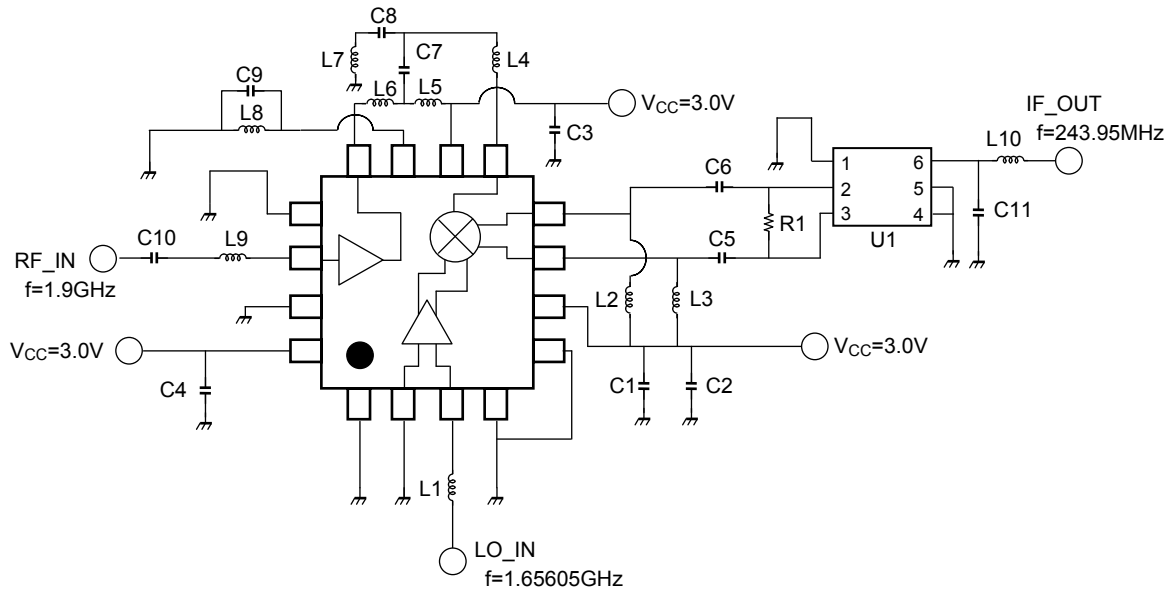 C8
L7
C7
L4
C9
L6
L5
VCC=3.0V
L8
C3
IF_OUT
f=243.95MHz
L10
1
6
C6
2
5
R1
3
4
C11
U1
C10
L9
C5
RF_IN
f=1.9GHz
L2
L3
VCC=3.0V
VCC=3.0V
C1
C2
C4
L1
LO_IN
f=1.65605GHz